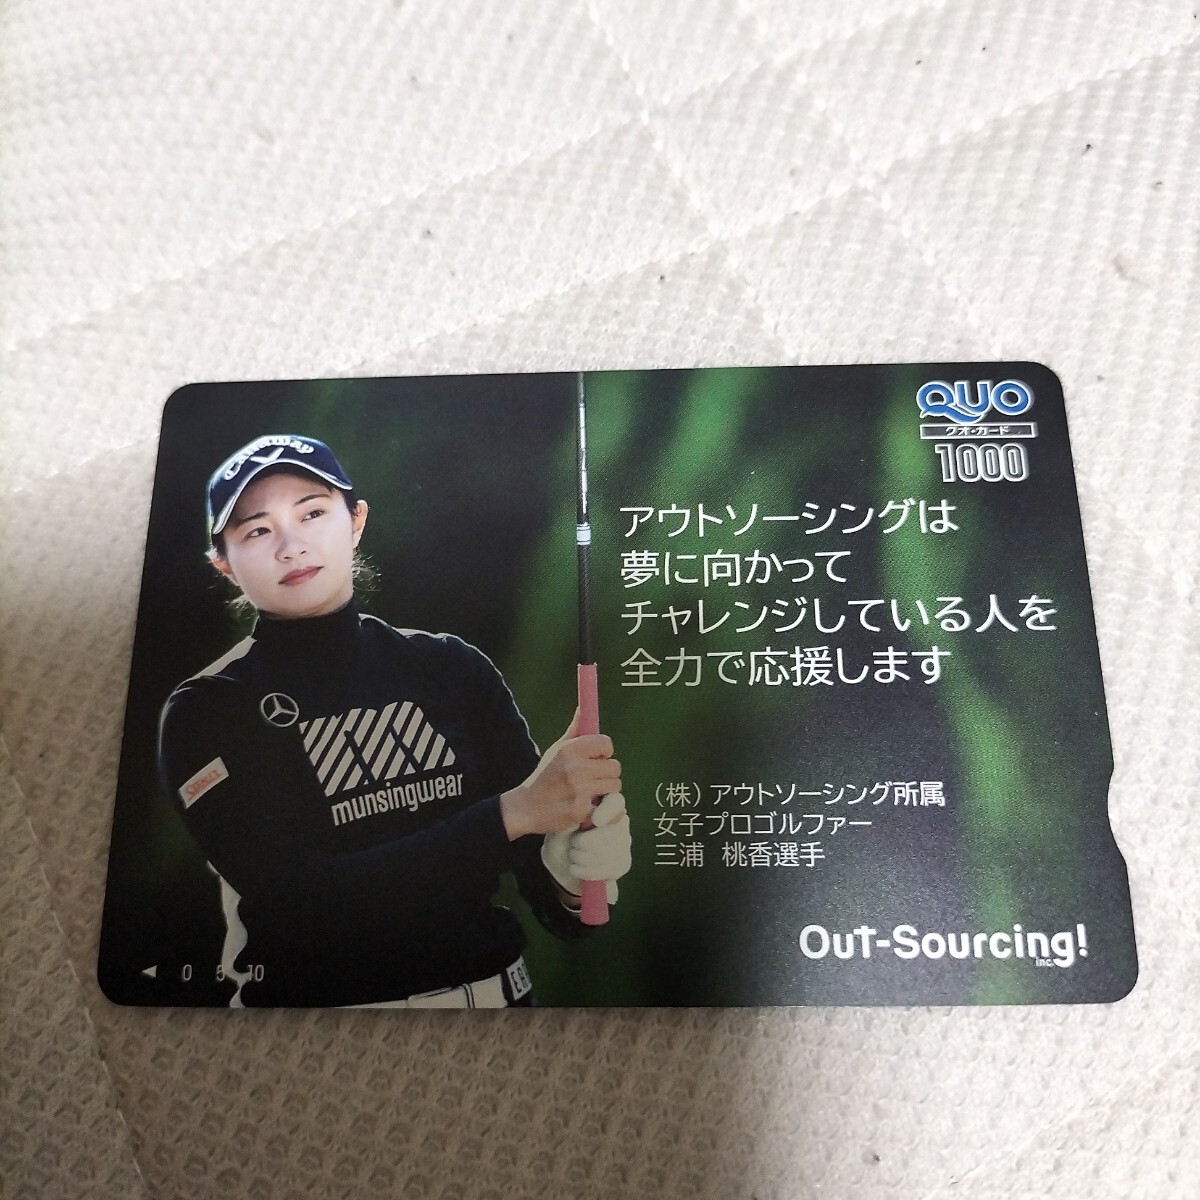 QUO
クオ・カード
1000
Callaway
アウトソーシングは
夢に向かって
チャレンジしている人を
全力で応援します
munsingwear
(株) アウトソーシング所属
女子プロゴルファー
三浦 桃香選手
Out-Sourcing!
inc.
◀ 0 5 10